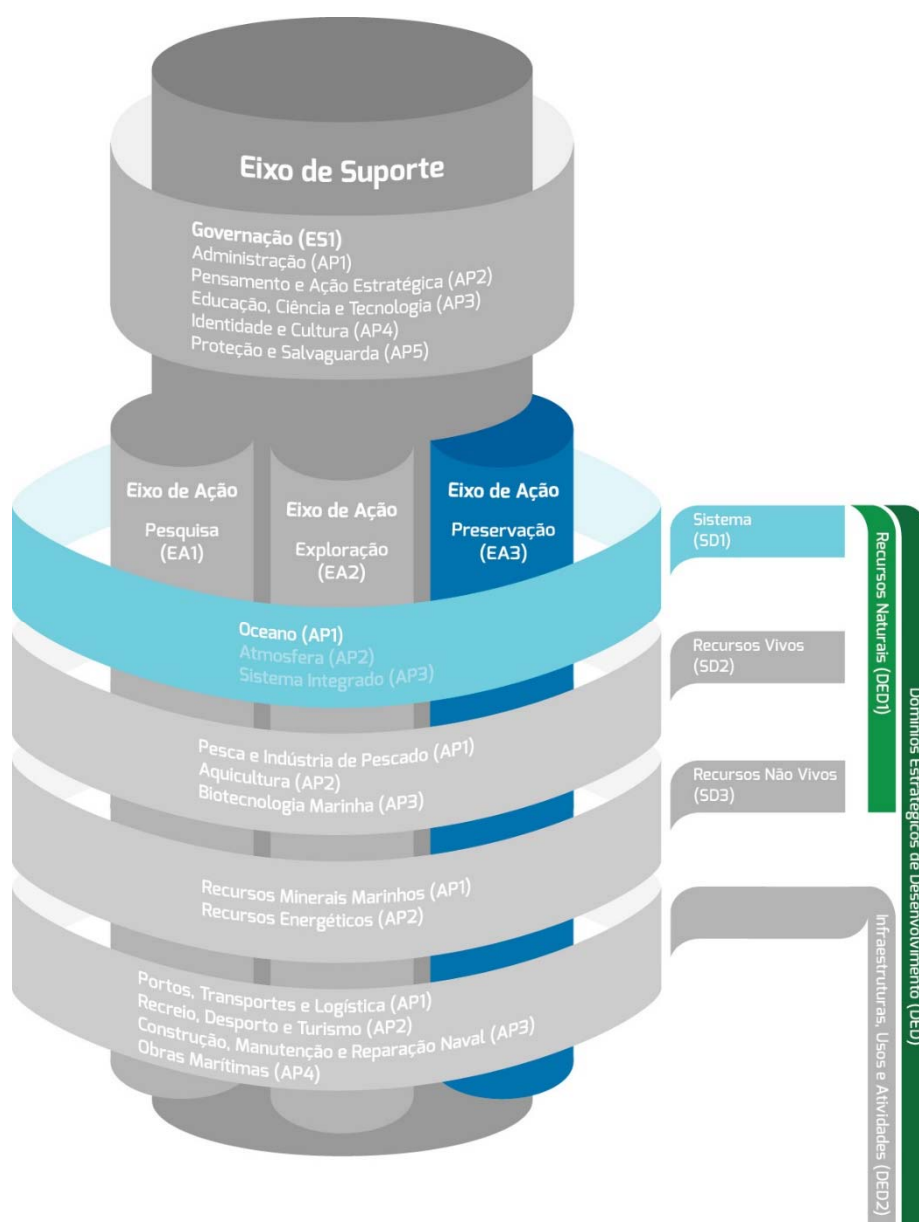 Eixo de Suporte
Governação (ES1)
Administração (AP1)
Pensamento e Ação Estratégica (AP2)
Educação, Ciência e Tecnologia (AP3)
Identidade e Cultura (AP4)
Proteção e Salvaguarda (AP5)
Eixo de Ação
Pesquisa
(EA1)
Eixo de Ação
Exploração
(EA2)
Eixo de Ação
Preservação
(EA3)
Oceano (AP1)
Atmosfera (AP2)
Sistema Integrado (AP3)
Pesca e Indústria de Pescado (AP1)
Aquicultura (AP2)
Biotecnologia Marinha (AP3)
Recursos Minerais Marinhos (AP1)
Recursos Energéticos (AP2)
Portos, Transportes e Logística (AP1)
Recreio, Desporto e Turismo (AP2)
Construção, Manutenção e Reparação Naval (AP3)
Obras Marítimas (AP4)
Sistema
(SD1)
Recursos Vivos
(SD2)
Recursos Não Vivos
(SD3)
Recursos Naturais (DED1)
Infraestruturas, Usos e Atividades (DED2)
Domínios Estratégicos de Desenvolvimento (DED)